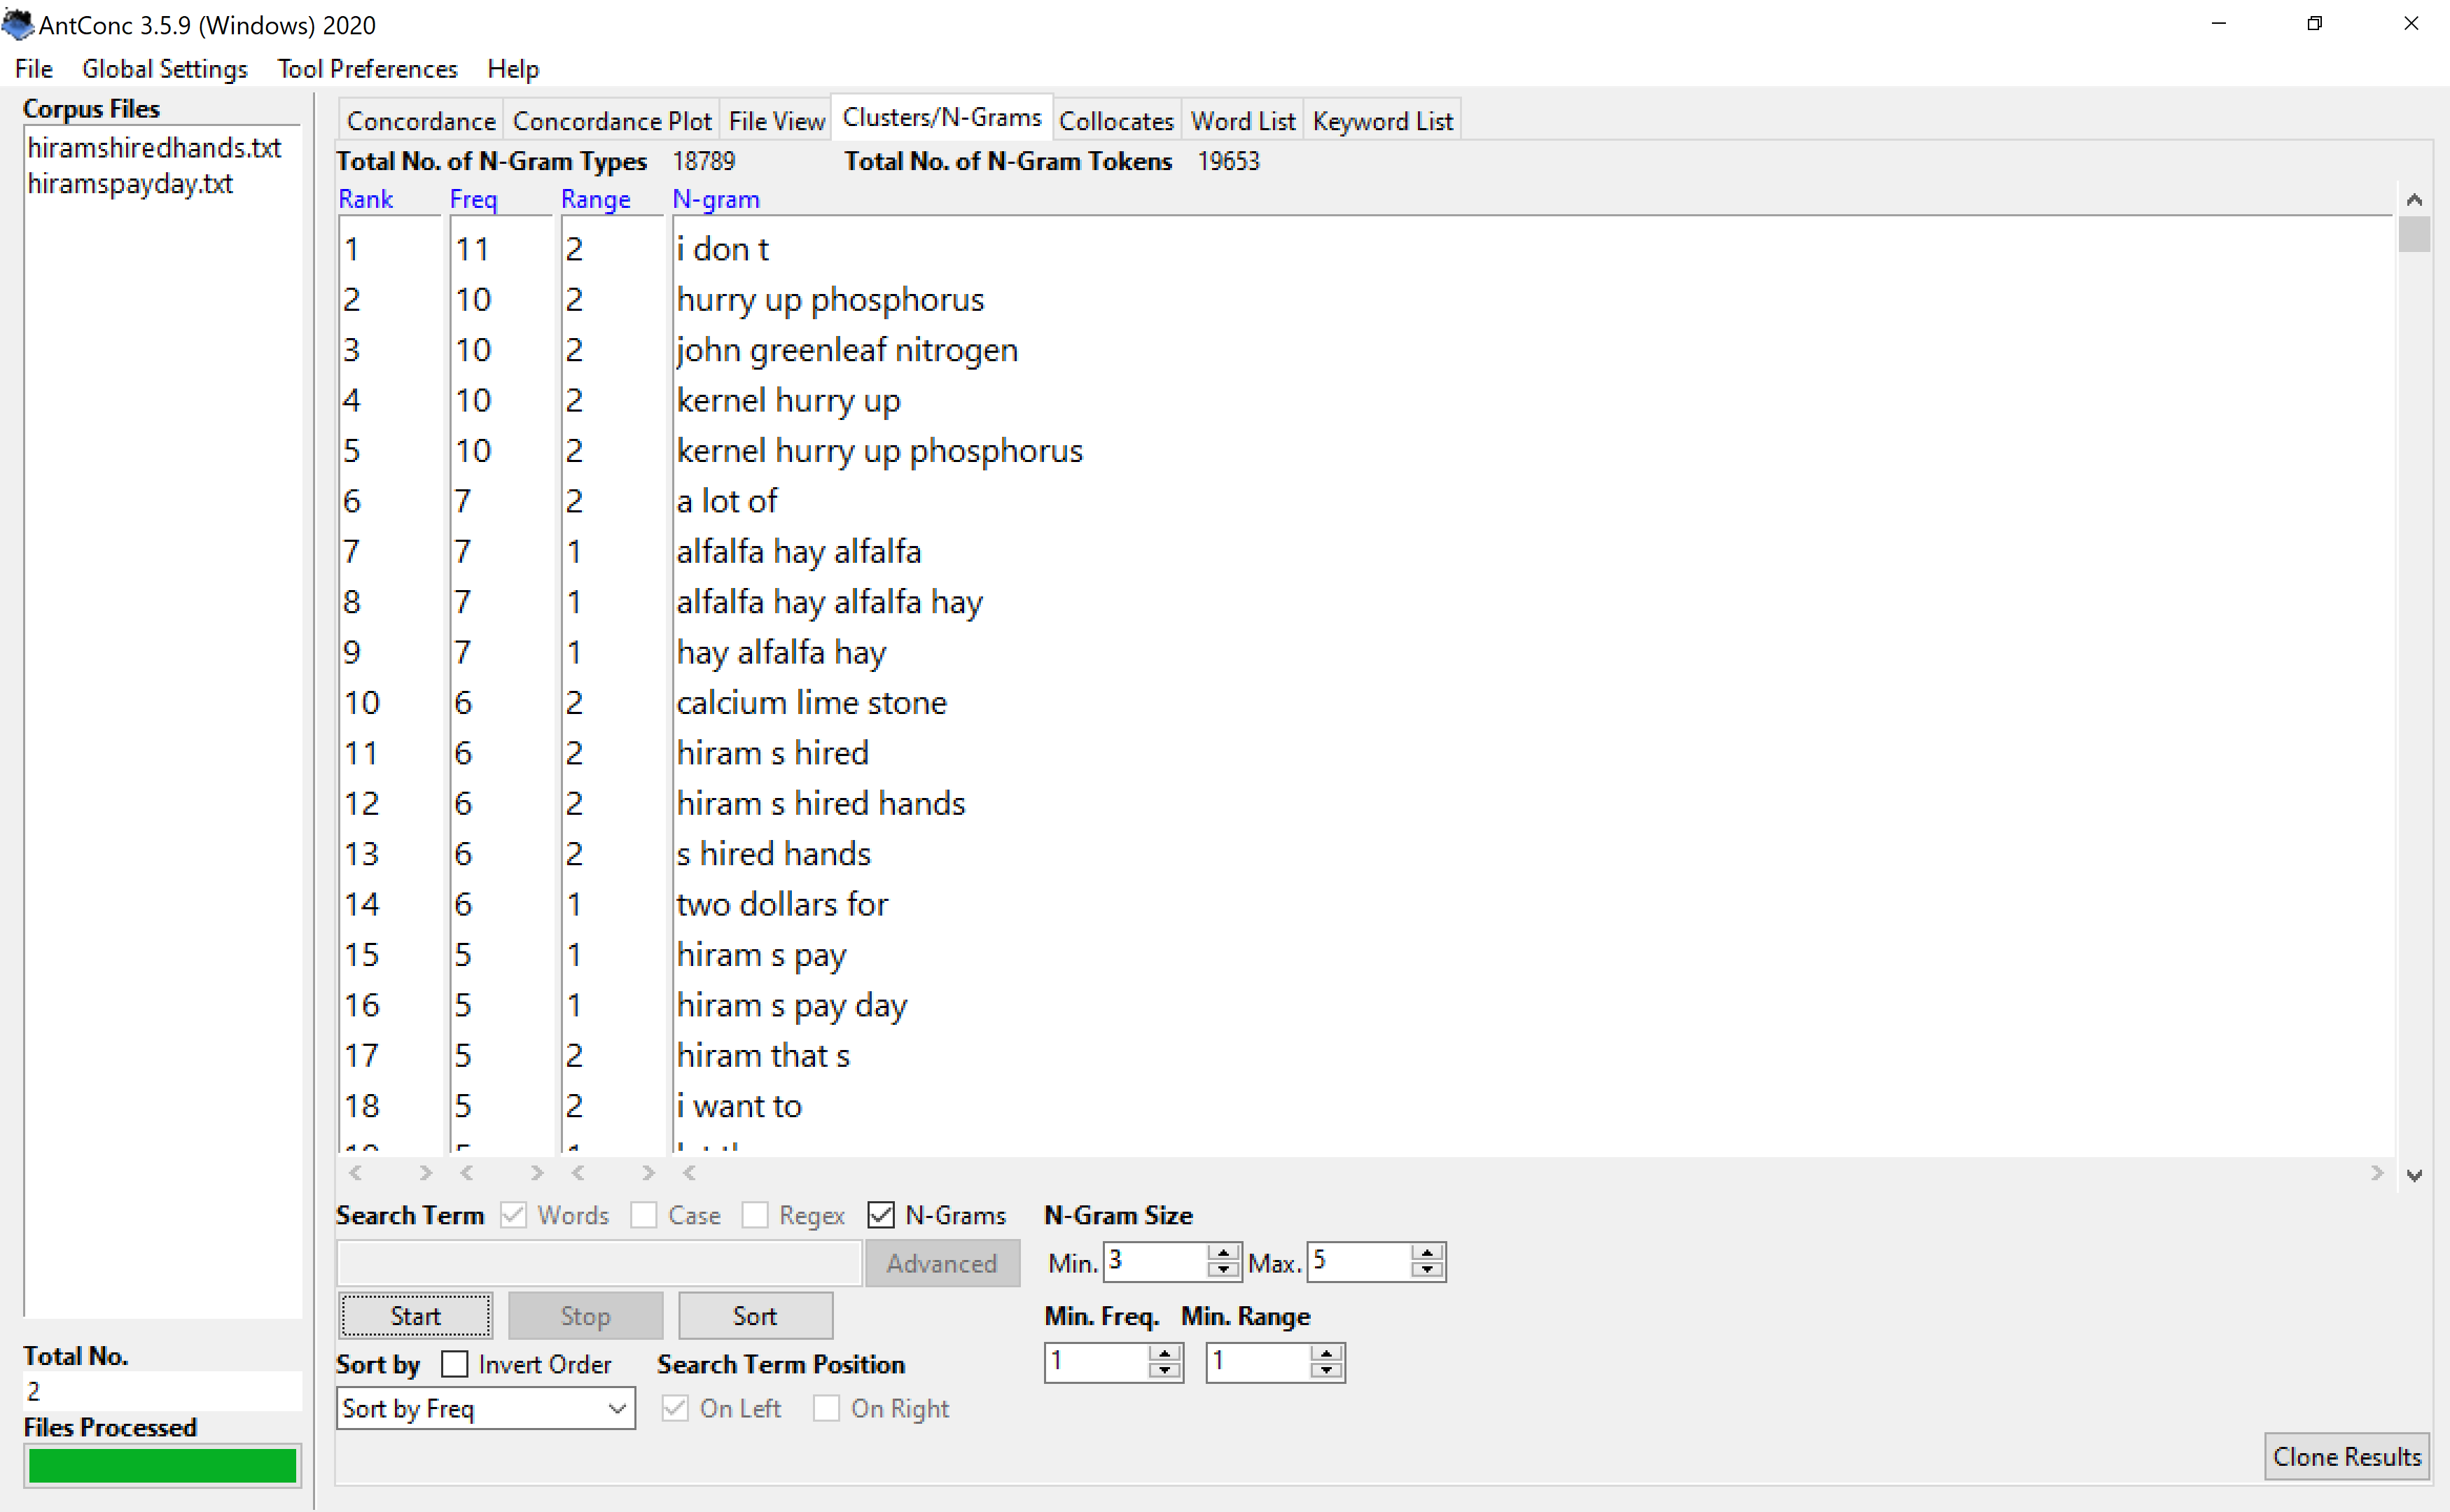 AntConc 3.5.9 (Windows) 2020
File Global Settings Tool Preferences Help
Corpus Files
hiramshiredhands.txt
hiramspayday.txt
Concordance Concordance Plot File View Clusters/N-Grams Collocates Word List Keyword List
Total No. of N-Gram Types 18789 Total No. of N-Gram Tokens 19653
Rank Freq Range N-gram
1 11 2 i don t
2 10 2 hurry up phosphorus
3 10 2 john greenleaf nitrogen
4 10 2 kernel hurry up
5 10 2 kernel hurry up phosphorus
6 7 2 a lot of
7 7 1 alfalfa hay alfalfa
8 7 1 alfalfa hay alfalfa hay
9 7 1 hay alfalfa hay
10 6 2 calcium lime stone
11 6 2 hiram s hired
12 6 2 hiram s hired hands
13 6 2 s hired hands
14 6 1 two dollars for
15 5 1 hiram s pay
16 5 1 hiram s pay day
17 5 2 hiram that s
18 5 2 i want to
Search Term Words Case Regex N-Grams N-Gram Size
Advanced Min. 3 Max. 5
Start Stop Sort Min. Freq. Min. Range
Sort by Invert Order Search Term Position 1 1
Sort by Freq On Left On Right
Total No.
2
Files Processed
Clone Results